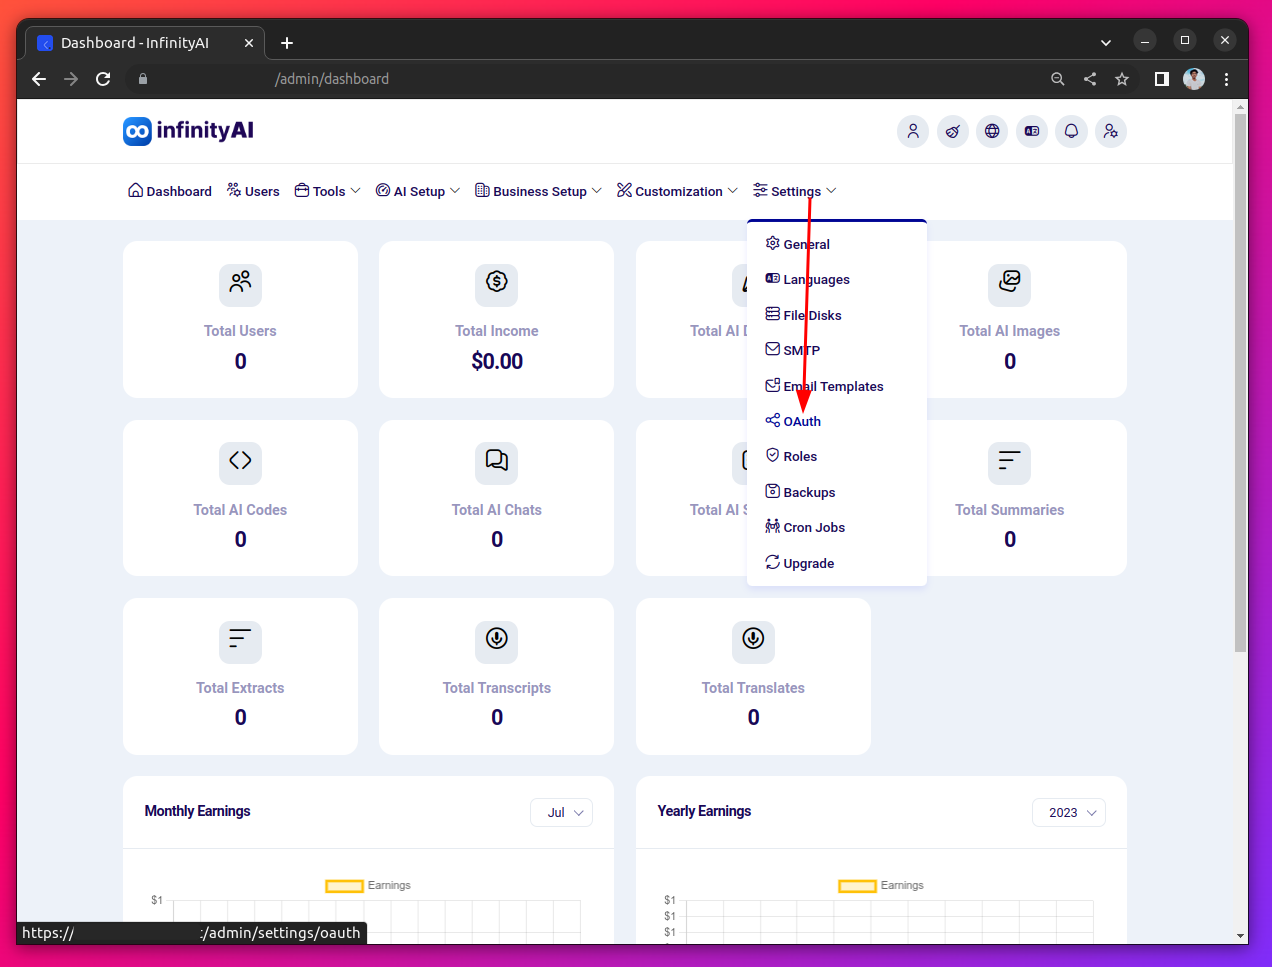 Dashboard - InfinityAI
/admin/dashboard
infinityAI
Dashboard Users Tools AI Setup Business Setup Customization Settings
General
Languages
File Disks
SMTP
Email Templates
OAuth
Roles
Backups
Cron Jobs
Upgrade
Total Users
0
Total Income
$0.00
Total AI
Total AI Images
0
Total AI Codes
0
Total AI Chats
0
Total AI
Total Summaries
0
Total Extracts
0
Total Transcripts
0
Total Translates
0
Monthly Earnings
Jul
Yearly Earnings
2023
Earnings
$1
Earnings
$1
$1
$1
https:// /admin/settings/oauth